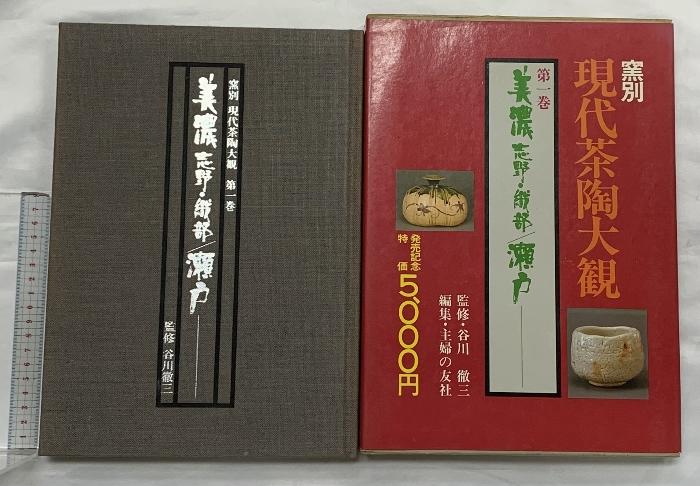 窯別 現代茶陶大観 第一巻
美濃 志野・織部/瀬戸
監修 谷川徹三
窯別
現代茶陶大観
第一巻
美濃 志野・織部/瀬戸
監修・谷川 徹三
編集・主婦の友社
発売記念
特価
5,000円